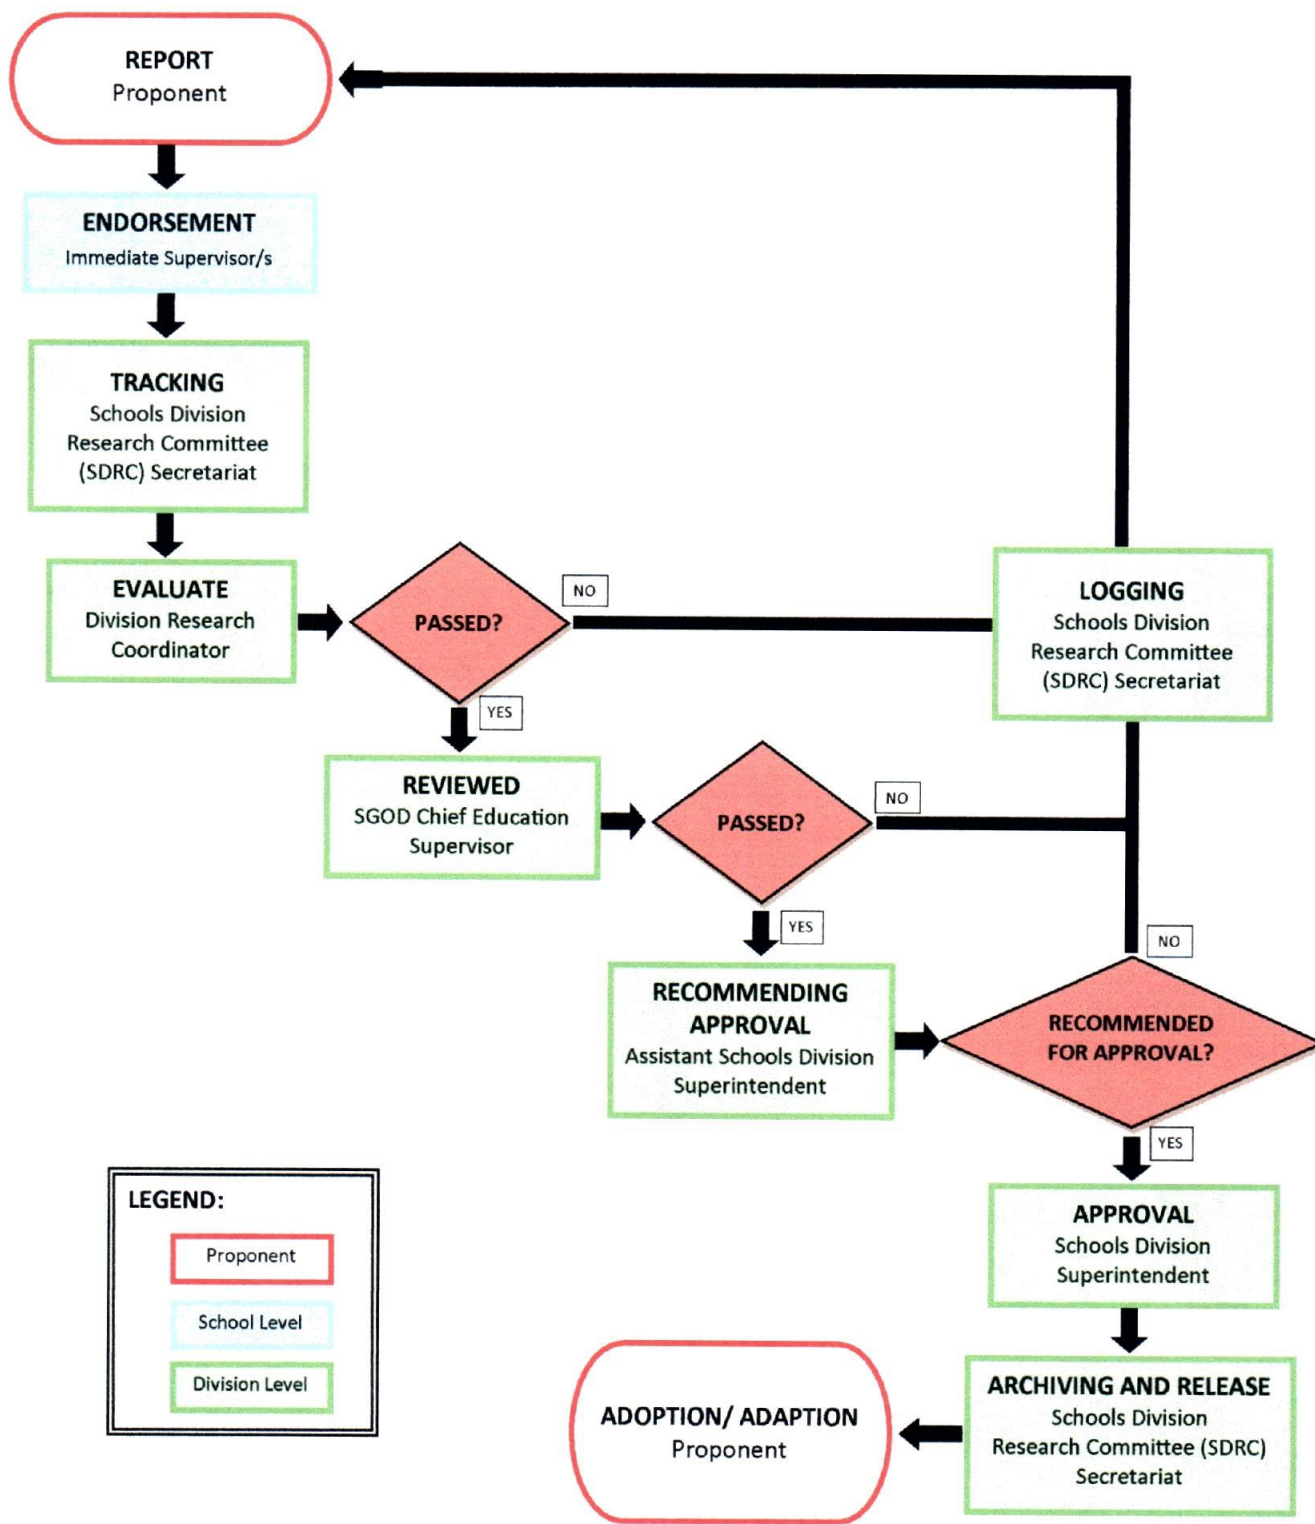 REPORT
Proponent
ENDORSEMENT
Immediate Supervisor/s
TRACKING
Schools Division
Research Committee
(SDRC) Secretariat
EVALUATE
Division Research
Coordinator
PASSED?
NO
YES
LOGGING
Schools Division
Research Committee
(SDRC) Secretariat
REVIEWED
SGOD Chief Education
Supervisor
PASSED?
NO
YES
RECOMMENDING
APPROVAL
Assistant Schools Division
Superintendent
NO
RECOMMENDED
FOR APPROVAL?
YES
APPROVAL
Schools Division
Superintendent
ARCHIVING AND RELEASE
Schools Division
Research Committee (SDRC)
Secretariat
ADOPTION/ ADAPTION
Proponent
LEGEND:
Proponent
School Level
Division Level